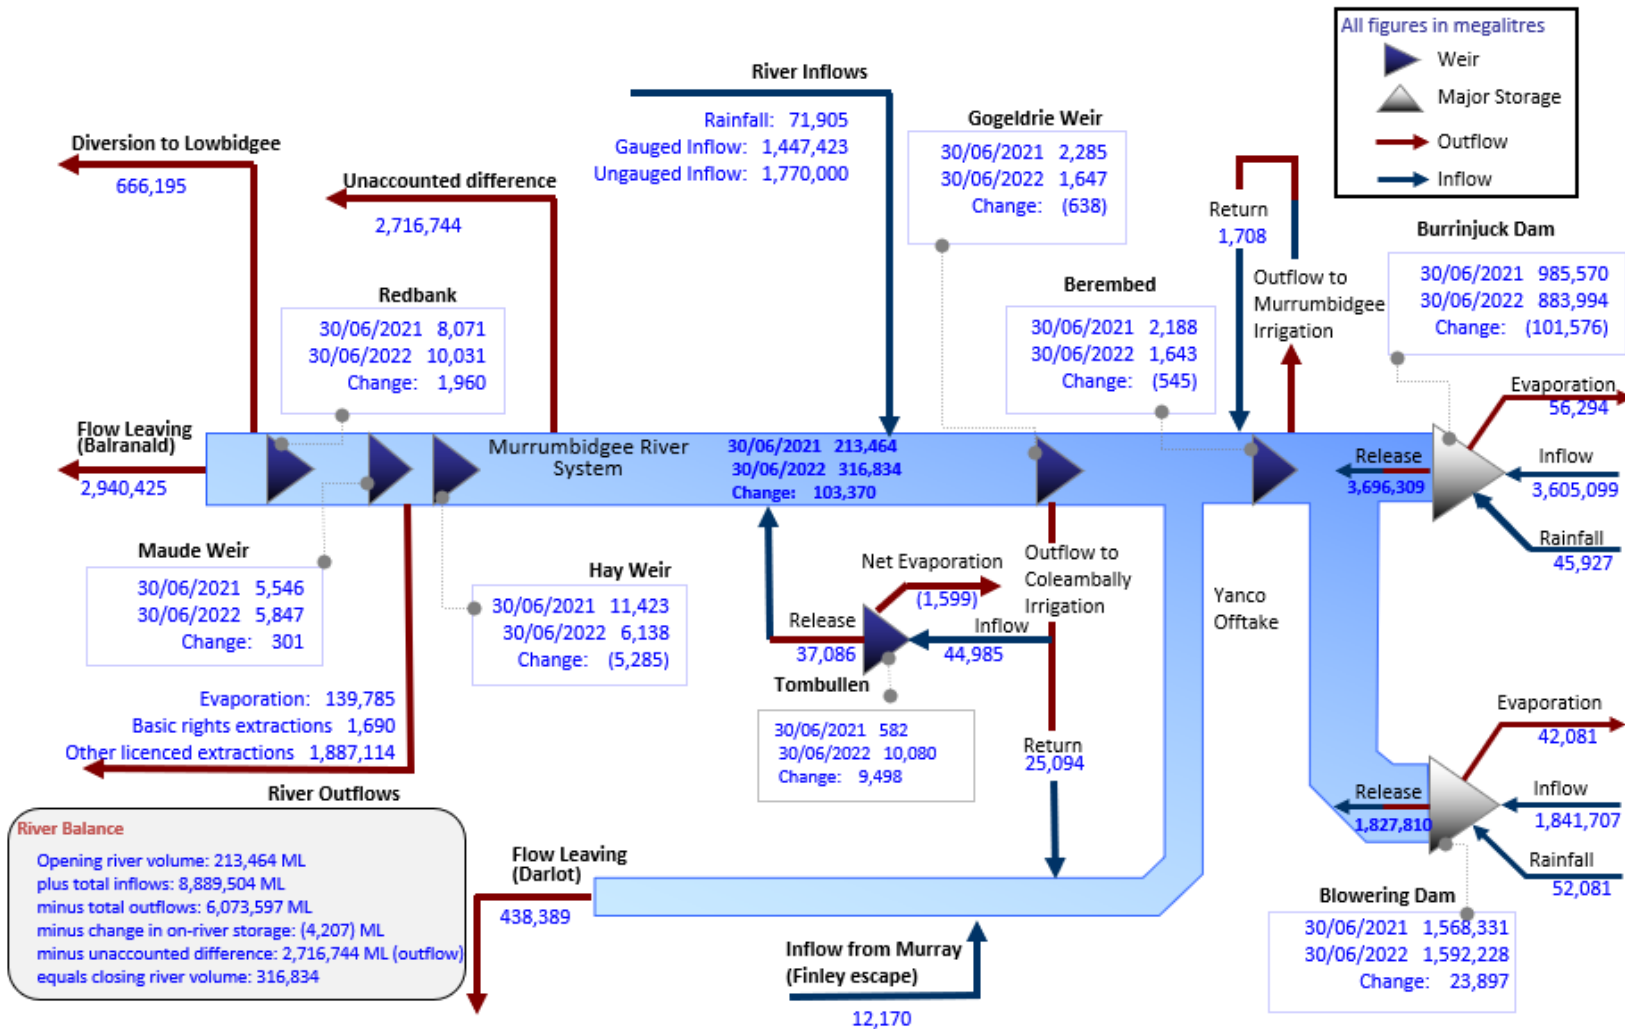 All figures in megalitres
Weir
Major Storage
Outflow
Inflow
River Inflows
Rainfall: 71,905
Gauged Inflow: 1,447,423
Ungauged Inflow: 1,770,000
Diversion to Lowbidgee
666,195
Unaccounted difference
2,716,744
Gogeldrie Weir
30/06/2021 2,285
30/06/2022 1,647
Change: (638)
Return
1,708
Outflow to
Murrumbidgee
Irrigation
Burrinjuck Dam
30/06/2021 985,570
30/06/2022 883,994
Change: (101,576)
Redbank
30/06/2021 8,071
30/06/2022 10,031
Change: 1,960
Berembed
30/06/2021 2,188
30/06/2022 1,643
Change: (545)
Evaporation
56,294
Inflow
3,605,099
Rainfall
45,927
Release
3,696,309
Flow Leaving
(Balranald)
2,940,425
Murrumbidgee River
System
30/06/2021 213,464
30/06/2022 316,834
Change: 103,370
Maude Weir
30/06/2021 5,546
30/06/2022 5,847
Change: 301
Hay Weir
30/06/2021 11,423
30/06/2022 6,138
Change: (5,285)
Net Evaporation
(1,599)
Release
37,086
Inflow
44,985
Tombullen
30/06/2021 582
30/06/2022 10,080
Change: 9,498
Outflow to
Coleambally
Irrigation
Return
25,094
Yanco
Offtake
Evaporation: 139,785
Basic rights extractions 1,690
Other licenced extractions 1,887,114
River Outflows
Evaporation
42,081
Release
1,827,810
Inflow
1,841,707
Rainfall
52,081
Blowering Dam
30/06/2021 1,568,331
30/06/2022 1,592,228
Change: 23,897
River Balance
Opening river volume: 213,464 ML
plus total inflows: 8,889,504 ML
minus total outflows: 6,073,597 ML
minus change in on-river storage: (4,207) ML
minus unaccounted difference: 2,716,744 ML (outflow)
equals closing river volume: 316,834
Flow Leaving
(Darlot)
438,389
Inflow from Murray
(Finley escape)
12,170